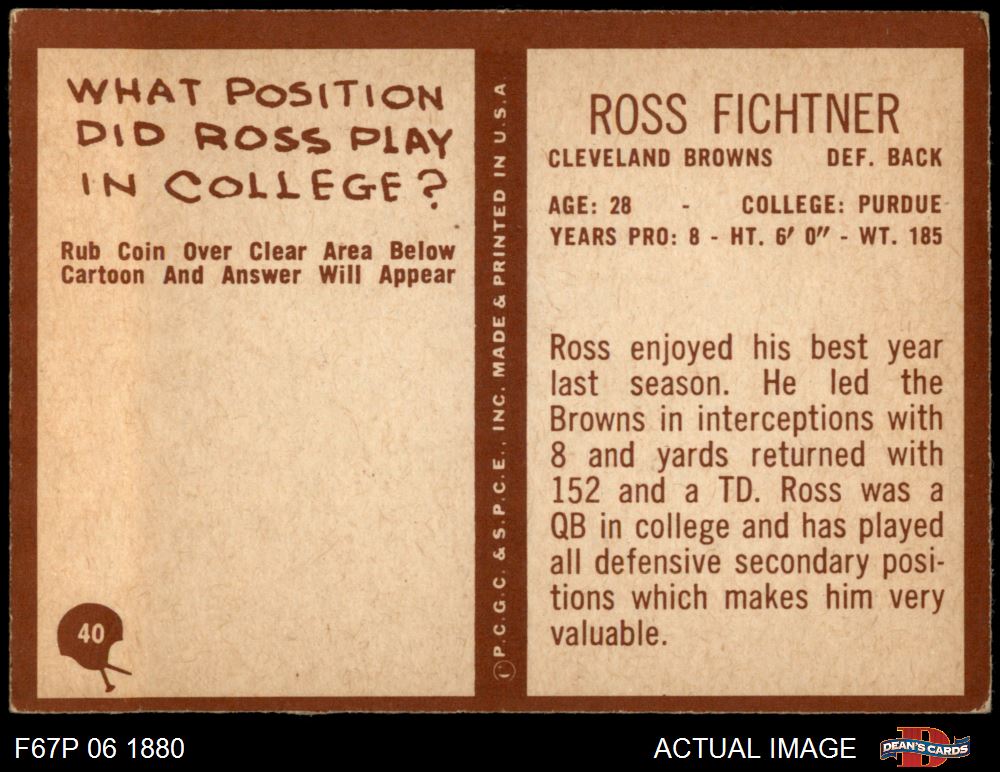 WHAT POSITION
DID ROSS PLAY
IN COLLEGE?
Rub Coin Over Clear Area Below
Cartoon And Answer Will Appear
40
© P.C.G.C. & S.P.C.E., INC. MADE & PRINTED IN U.S.A
ROSS FICHTNER
CLEVELAND BROWNS DEF. BACK
AGE: 28 - COLLEGE: PURDUE
YEARS PRO: 8 - HT. 6' 0" - WT. 185
Ross enjoyed his best year
last season. He led the
Browns in interceptions with
8 and yards returned with
152 and a TD. Ross was a
QB in college and has played
all defensive secondary posi-
tions which makes him very
valuable.
F67P 06 1880
ACTUAL IMAGE
D
DEAN'S CARDS